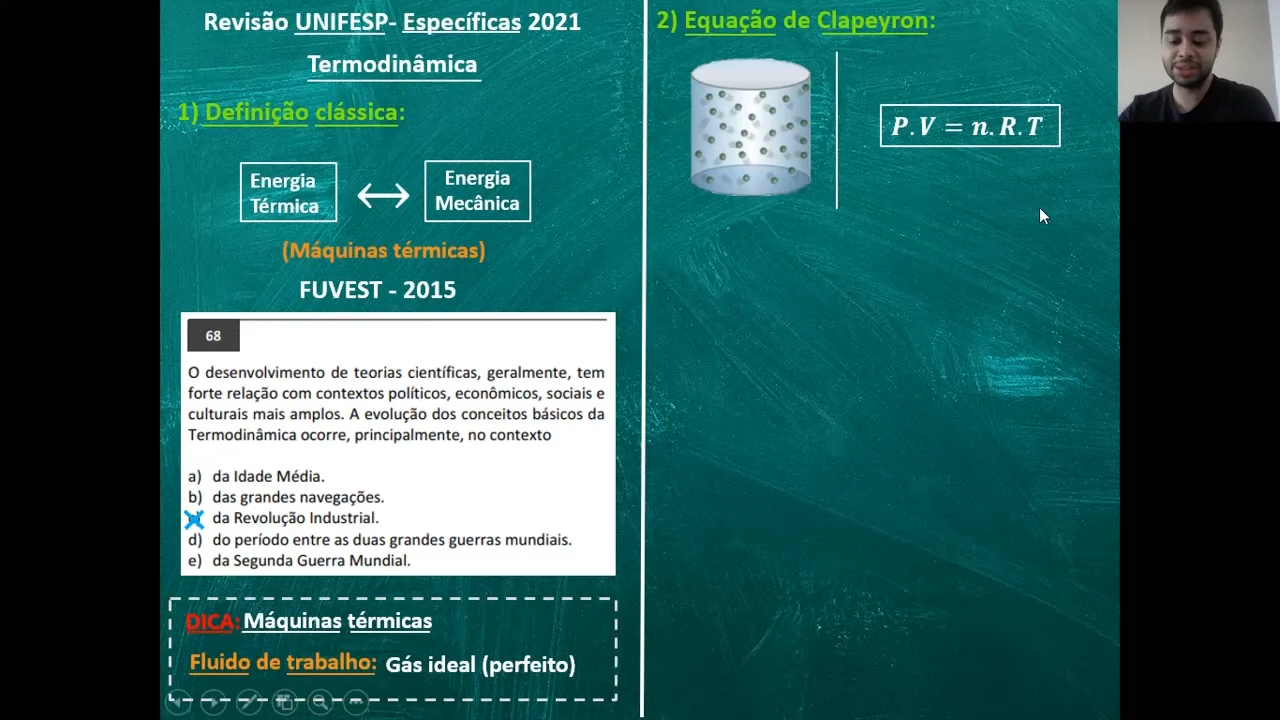 Revisão UNIFESP- Específicas 2021
Termodinâmica
1) Definição clássica:
Energia
Térmica
Energia
Mecânica
(Máquinas térmicas)
FUVEST - 2015
68
O desenvolvimento de teorias científicas, geralmente, tem
forte relação com contextos políticos, econômicos, sociais e
culturais mais amplos. A evolução dos conceitos básicos da
Termodinâmica ocorre, principalmente, no contexto
a) da Idade Média.
b) das grandes navegações.
da Revolução Industrial.
d) do período entre as duas grandes guerras mundiais.
e) da Segunda Guerra Mundial.
DICA: Máquinas térmicas
Fluido de trabalho: Gás ideal (perfeito)
2) Equação de Clapeyron:
P.V = n.R.T